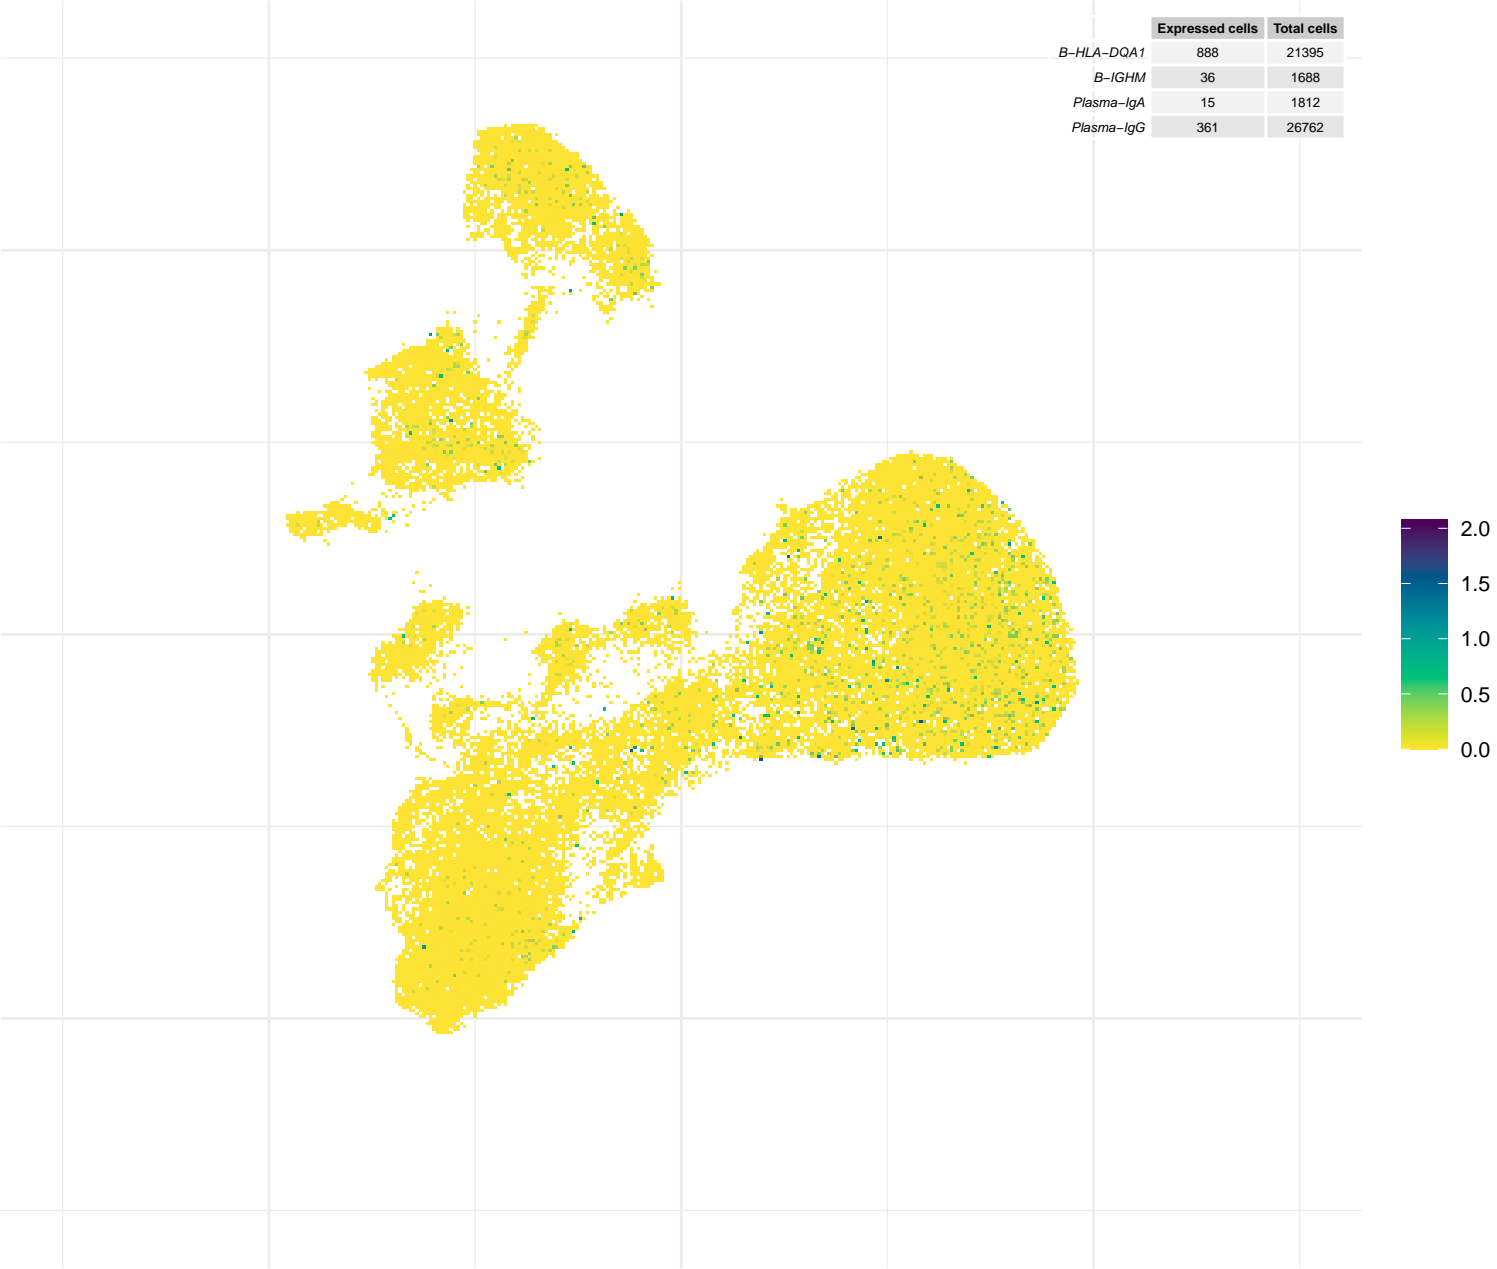 Expressed cells Total cells
B−HLA−DQA1 888 21395
B−IGHM 36 1688
Plasma−IgA 15 1812
Plasma−IgG 361 26762
2.0
1.5
1.0
0.5
0.0